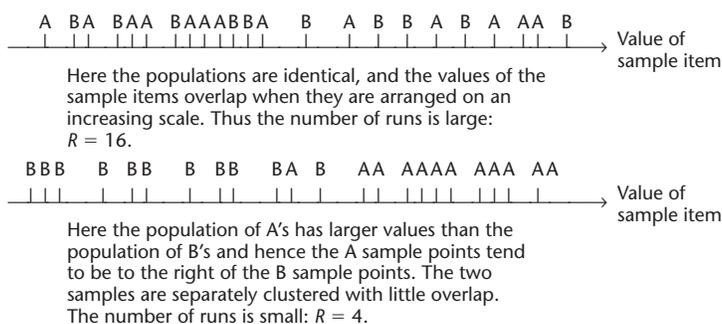 A BA BAA BAAABBA B A B B A B A AA B
Value of
sample item
Here the populations are identical, and the values of the
sample items overlap when they are arranged on an
increasing scale. Thus the number of runs is large:
R = 16.
BBB B BB B BB BA B AA AAAA AAA AA
Value of
sample item
Here the population of A's has larger values than the
population of B's and hence the A sample points tend
to be to the right of the B sample points. The two
samples are separately clustered with little overlap.
The number of runs is small: R = 4.